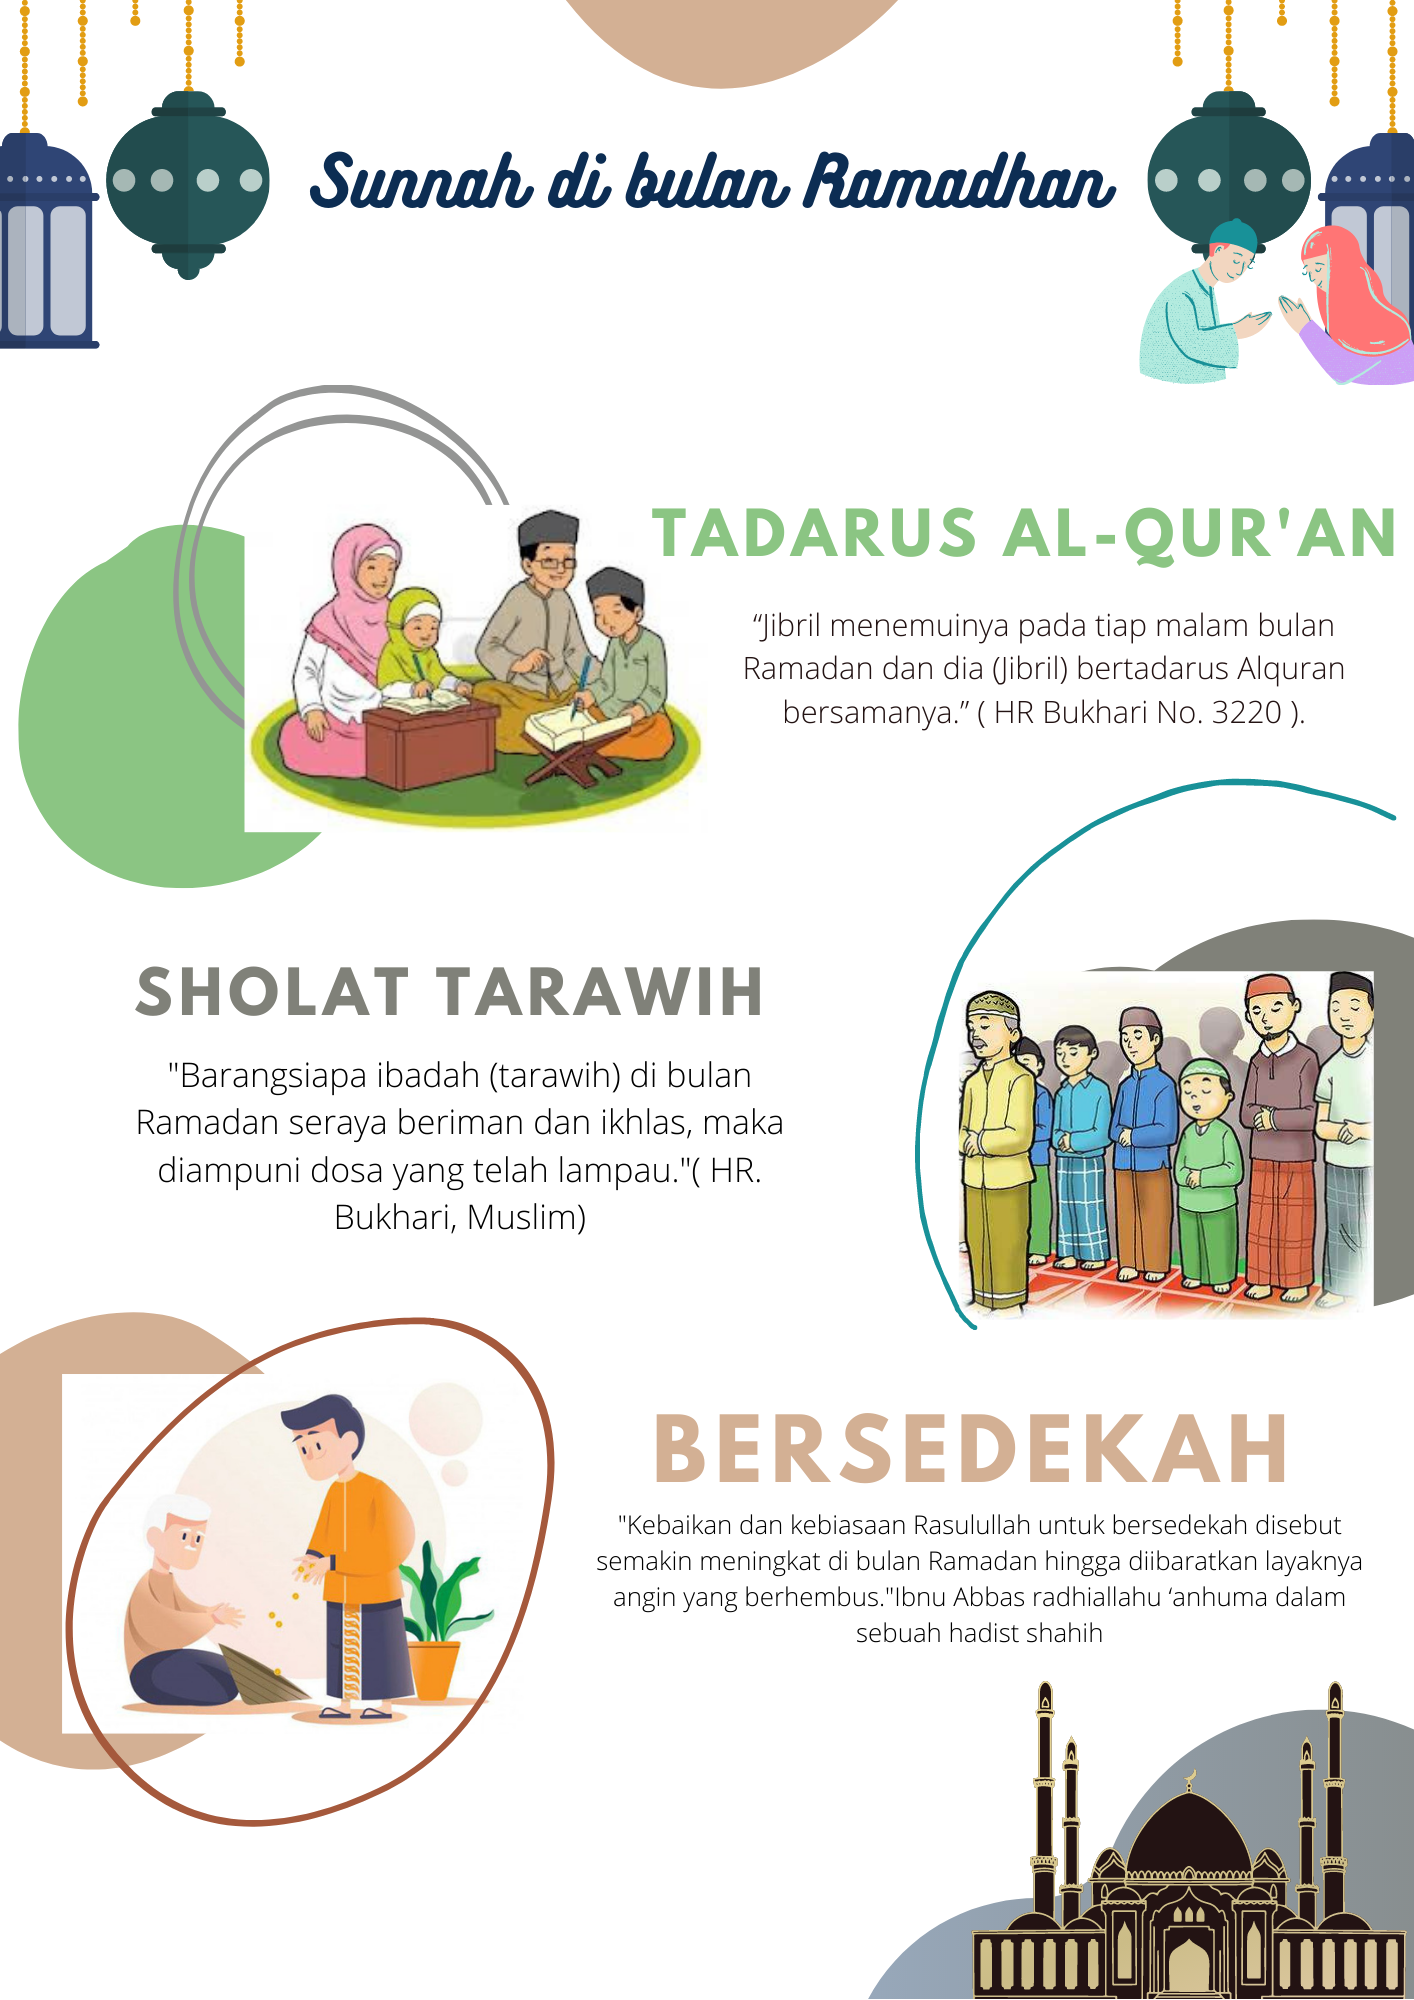 Sunnah di bulan Ramadhan
TADARUS AL-QUR'AN
“Jibril menemuinya pada tiap malam bulan
Ramadan dan dia (Jibril) bertadarus Alquran
bersamanya.” ( HR Bukhari No. 3220 ).
SHOLAT TARAWIH
"Barangsiapa ibadah (tarawih) di bulan
Ramadan seraya beriman dan ikhlas, maka
diampuni dosa yang telah lampau."( HR.
Bukhari, Muslim)
BERSEDEKAH
"Kebaikan dan kebiasaan Rasulullah untuk bersedekah disebut
semakin meningkat di bulan Ramadan hingga diibaratkan layaknya
angin yang berhembus."Ibnu Abbas radhiallahu ‘anhuma dalam
sebuah hadist shahih